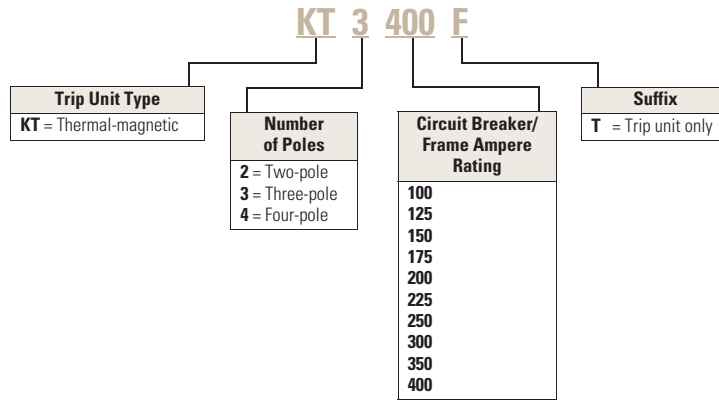 KT 3 400 F
Trip Unit Type
KT = Thermal-magnetic
Number
of Poles
2 = Two-pole
3 = Three-pole
4 = Four-pole
Circuit Breaker/
Frame Ampere
Rating
100
125
150
175
200
225
250
300
350
400
Suffix
T = Trip unit only